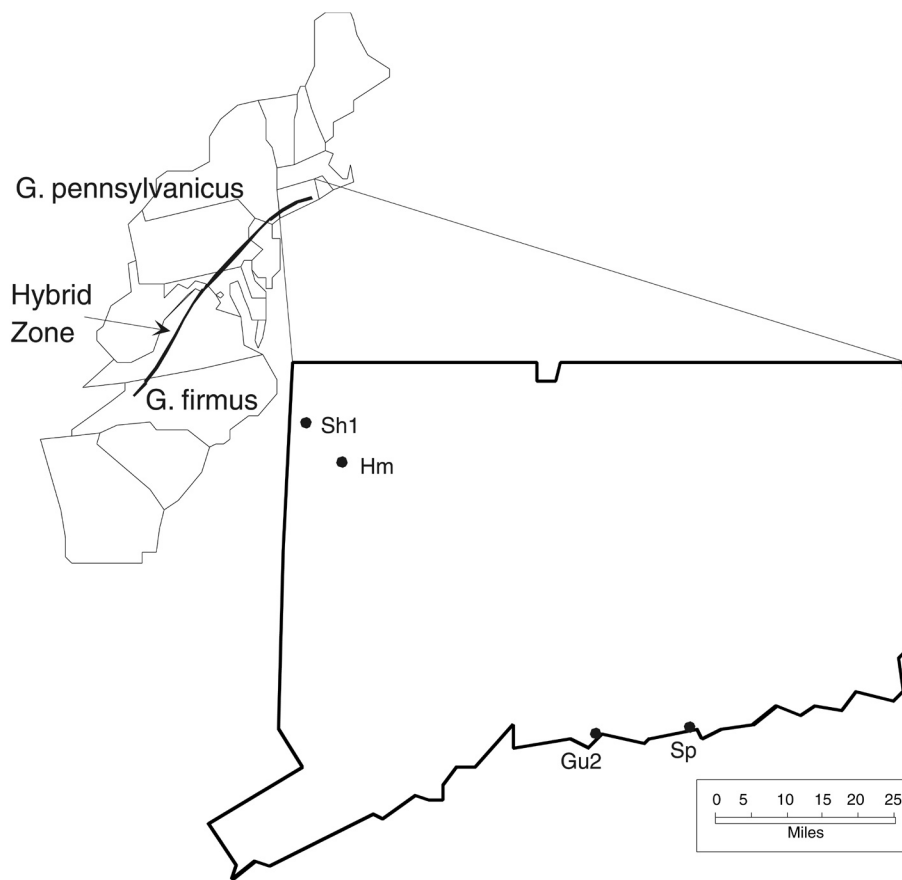 G. pennsylvanicus
Hybrid
Zone
G. firmus
Sh1
Hm
Gu2
Sp
0 5 10 15 20 25
Miles